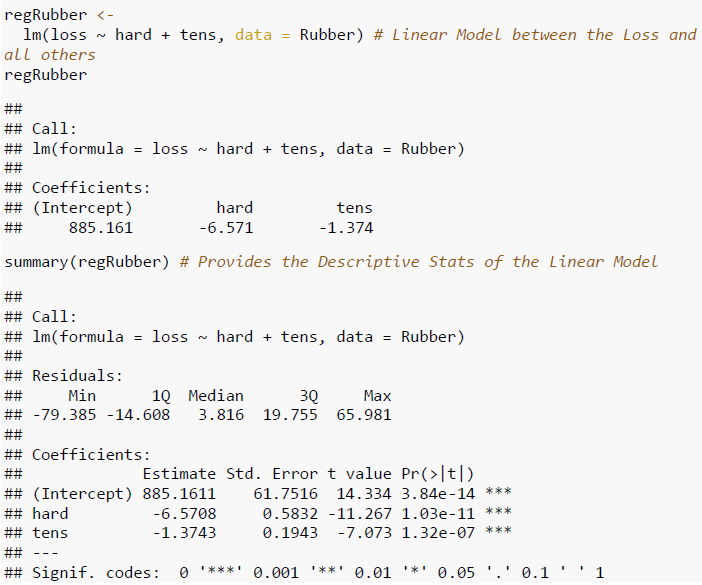 regRubber <-
  lm(loss ~ hard + tens, data = Rubber) # Linear Model between the Loss and
all others
regRubber
##
## Call:
## lm(formula = loss ~ hard + tens, data = Rubber)
##
## Coefficients:
## (Intercept)         hard         tens
##     885.161       -6.571       -1.374
summary(regRubber) # Provides the Descriptive Stats of the Linear Model
##
## Call:
## lm(formula = loss ~ hard + tens, data = Rubber)
##
## Residuals:
##     Min      1Q  Median      3Q     Max
## -79.385 -14.608   3.816  19.755  65.981
##
## Coefficients:
##             Estimate Std. Error t value Pr(>|t|)
## (Intercept) 885.1611    61.7516  14.334 3.84e-14 ***
## hard         -6.5708     0.5832 -11.267 1.03e-11 ***
## tens         -1.3743     0.1943  -7.073 1.32e-07 ***
## ---
## Signif. codes:  0 '***' 0.001 '**' 0.01 '*' 0.05 '.' 0.1 ' ' 1